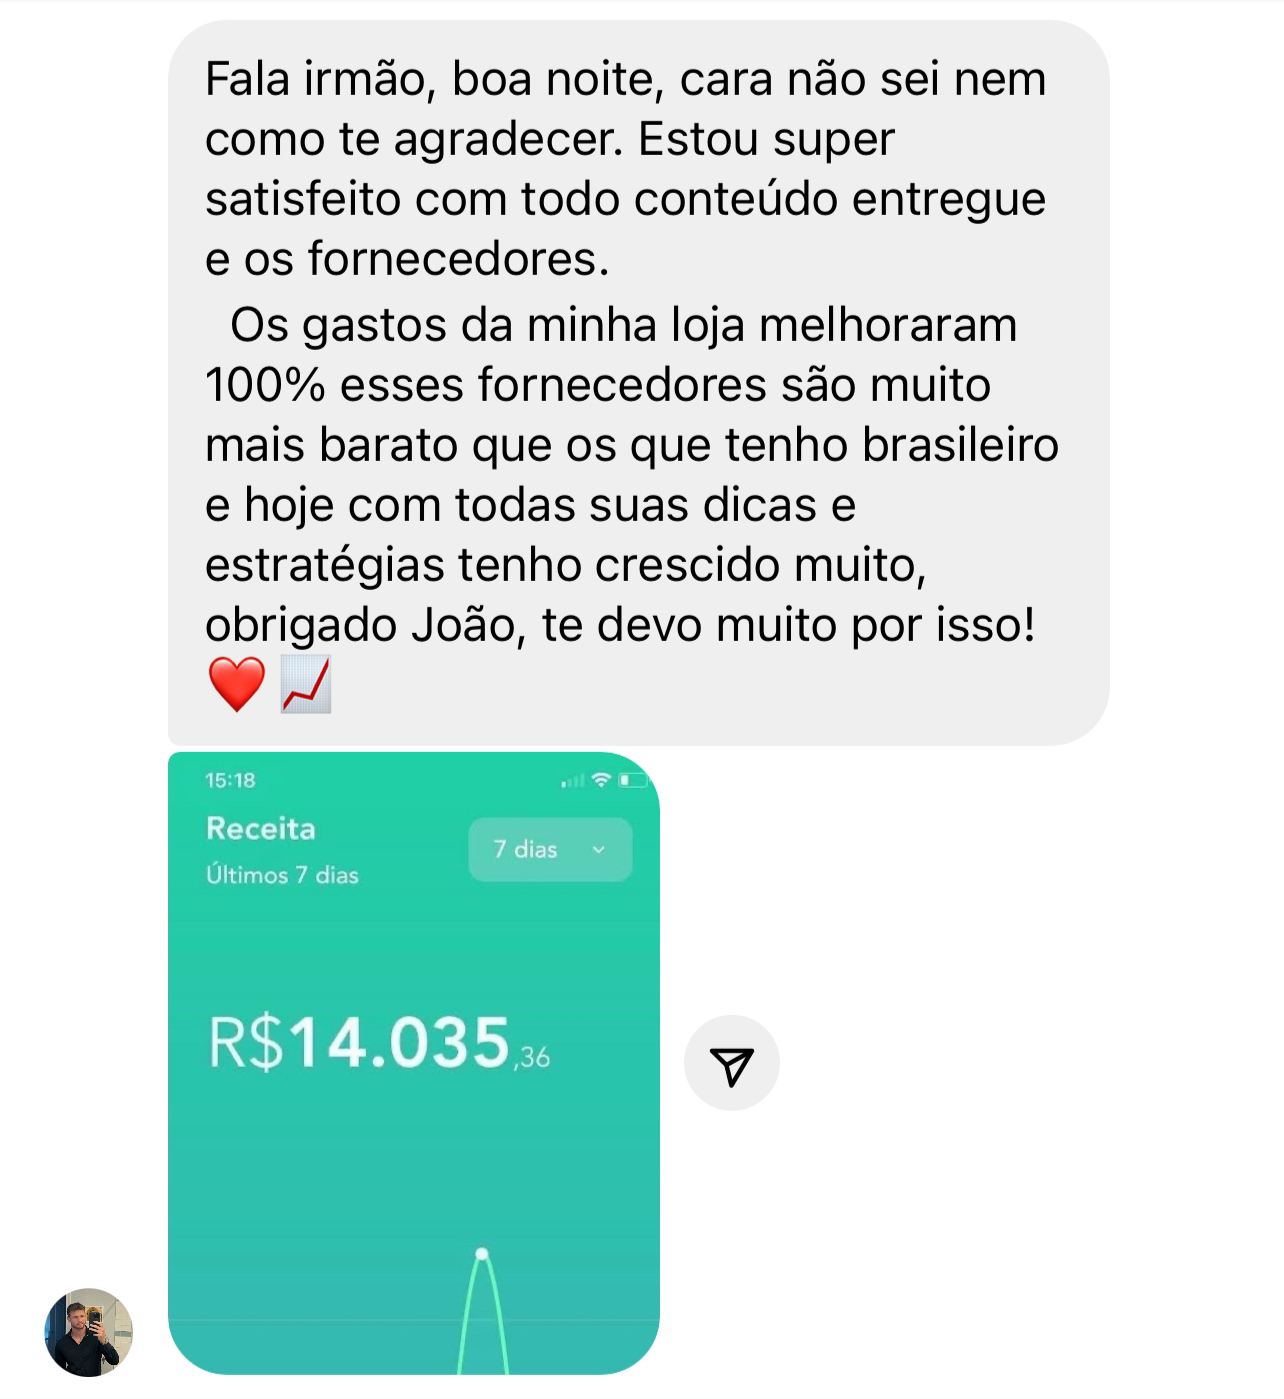 Fala irmão, boa noite, cara não sei nem
como te agradecer. Estou super
satisfeito com todo conteúdo entregue
e os fornecedores.
Os gastos da minha loja melhoraram
100% esses fornecedores são muito
mais barato que os que tenho brasileiro
e hoje com todas suas dicas e
estratégias tenho crescido muito,
obrigado João, te devo muito por isso!
❤️ 📈
15:18
Receita
7 dias
Últimos 7 dias
R$14.035,36